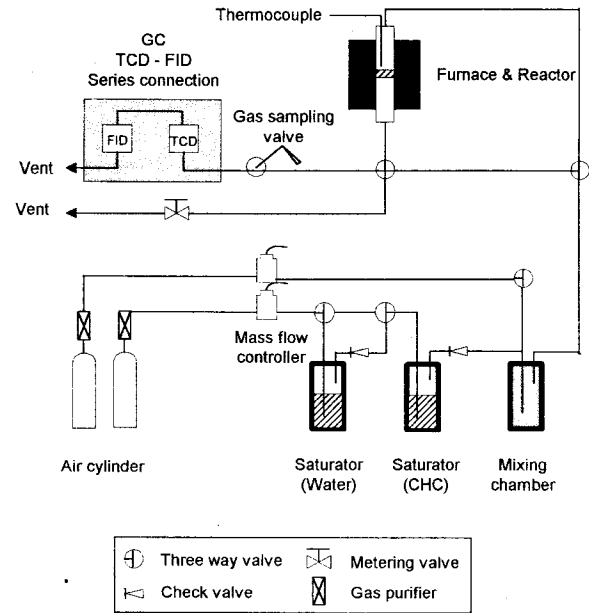 Thermocouple
GC
TCD - FID
Series connection
Furnace & Reactor
Gas sampling
valve
FID
TCD
Vent
Vent
Mass flow
controller
Air cylinder
Saturator
(Water)
Saturator
(CHC)
Mixing
chamber
Three way valve
Metering valve
Check valve
Gas purifier